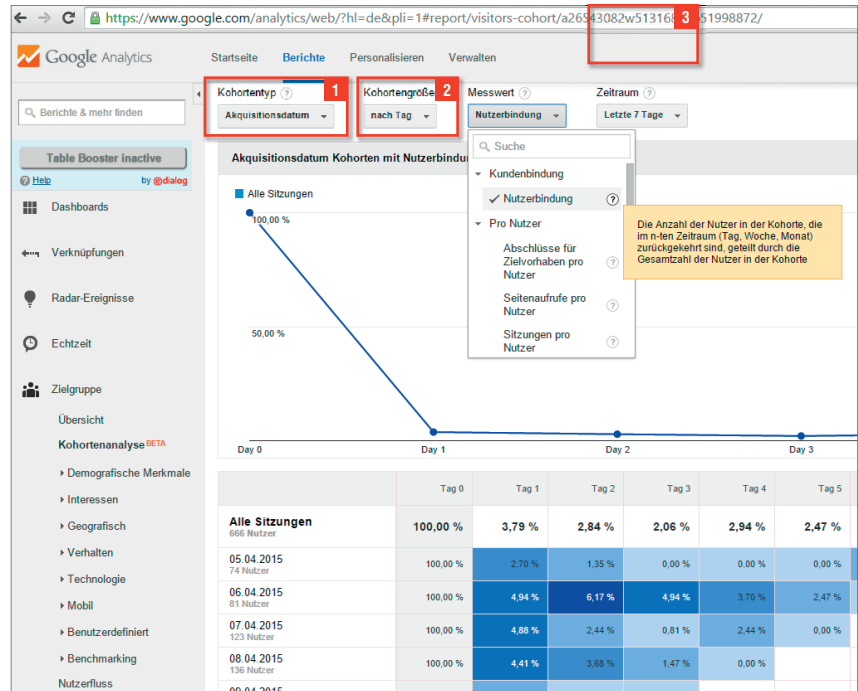 https://www.google.com/analytics/web/?hl=de&pli=1#report/visitors-cohort/a26543082w51316 51998872/
3
Google Analytics
Startseite Berichte Personalisieren Verwalten
Berichte & mehr finden
Kohortentyp ? 1 Kohortengröße 2 Messwert ? Zeitraum ?
Akquisitionsdatum nach Tag Nutzerbindung Letzte 7 Tage
Table Booster inactive
? Help by @dialog
Akquisitionsdatum Kohorten mit Nutzerbindu
Alle Sitzungen
100,00 %
50,00 %
Day 0 Day 1 Day 2 Day 3
Suche
Kundenbindung
✓ Nutzerbindung ?
Pro Nutzer
Abschlüsse für
Zielvorhaben pro
Nutzer ?
Seitenaufrufe pro
Nutzer ?
Sitzungen pro
Nutzer ?
Die Anzahl der Nutzer in der Kohorte, die
im n-ten Zeitraum (Tag, Woche, Monat)
zurückgekehrt sind, geteilt durch die
Gesamtzahl der Nutzer in der Kohorte
Dashboards
Verknüpfungen
Radar-Ereignisse
Echtzeit
Zielgruppe
Übersicht
Kohortenanalyse BETA
Demografische Merkmale
Interessen
Geografisch
Verhalten
Technologie
Mobil
Benutzerdefiniert
Benchmarking
Nutzerfluss
Tag 0 Tag 1 Tag 2 Tag 3 Tag 4 Tag 5
Alle Sitzungen 100,00 % 3,79 % 2,84 % 2,06 % 2,94 % 2,47 %
666 Nutzer
05.04.2015 100,00 % 2,70 % 1,35 % 0,00 % 0,00 % 0,00 %
74 Nutzer
06.04.2015 100,00 % 4,94 % 6,17 % 4,94 % 3,70 % 2,47 %
81 Nutzer
07.04.2015 100,00 % 4,88 % 2,44 % 0,81 % 2,44 % 0,00 %
123 Nutzer
08.04.2015 100,00 % 4,41 % 3,68 % 1,47 % 0,00 %
136 Nutzer
09.04.2015